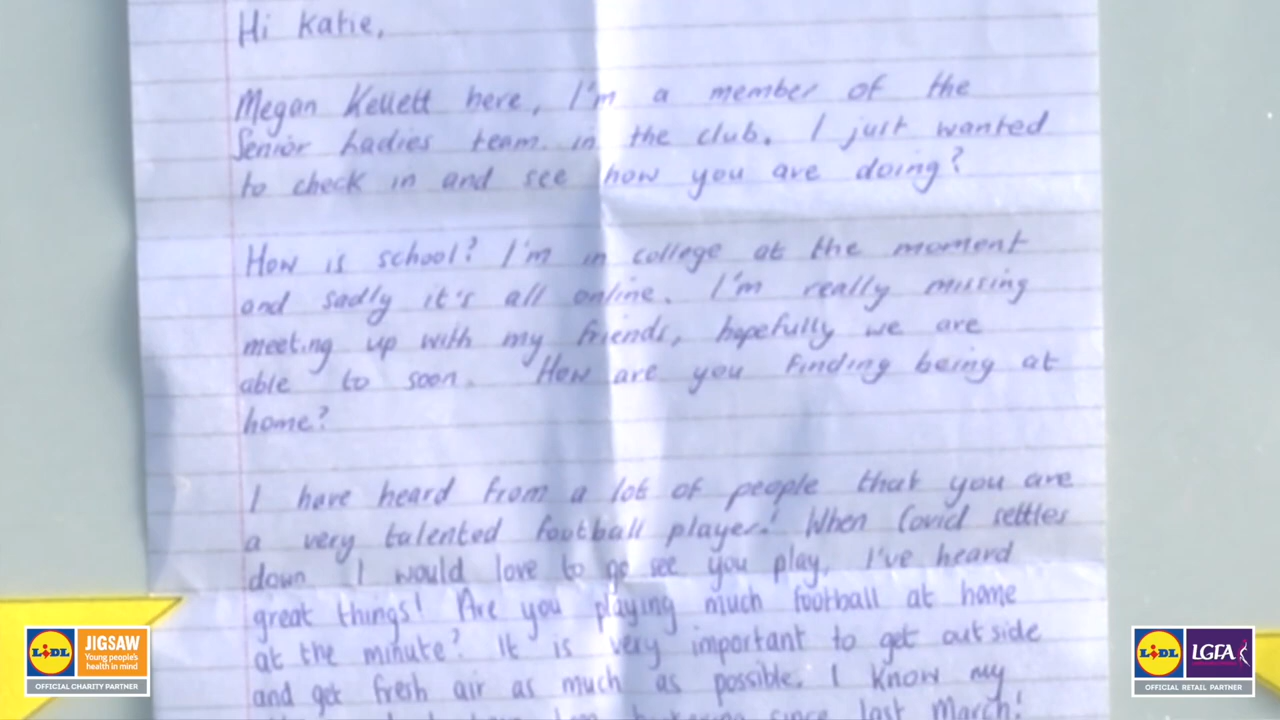 Hi Katie,
Megan Kellett here, I'm a member of the
Senior Ladies team in the club. I just wanted
to check in and see how you are doing?
How is school? I'm in college at the moment
and sadly it's all online. I'm really missing
meeting up with my friends, hopefully we are
able to soon. How are you finding being at
home?
I have heard from a lot of people that you are
a very talented football player! When Covid settles
down I would love to go see you play, I've heard
great things! Are you playing much football at home
at the minute? It is very important to get outside
and get fresh air as much as possible. I know my
since last March!
LiDL
JIGSAW
Young people's
health in mind
OFFICIAL CHARITY PARTNER
LiDL
LGFA
OFFICIAL RETAIL PARTNER